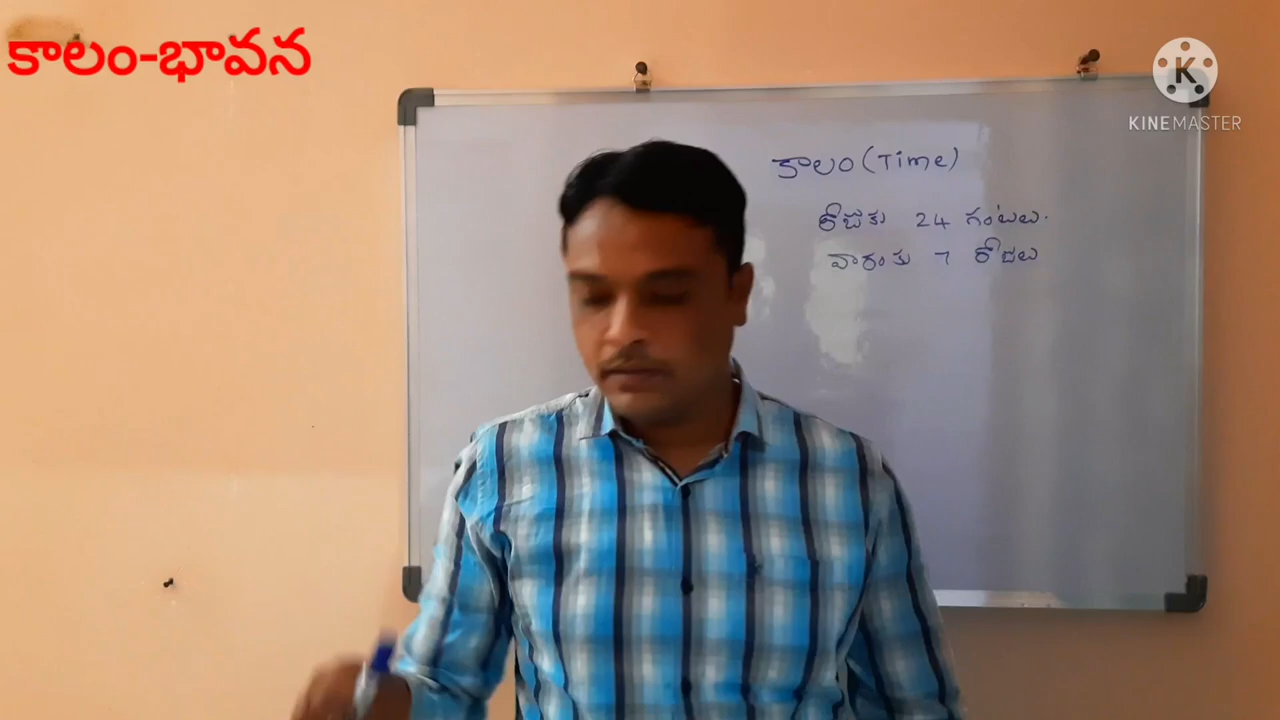 కాలం-భావన
KINEMASTER
కాలం (Time)
రోజుకు 24 గంటలు.
వారంకు 7 రోజులు